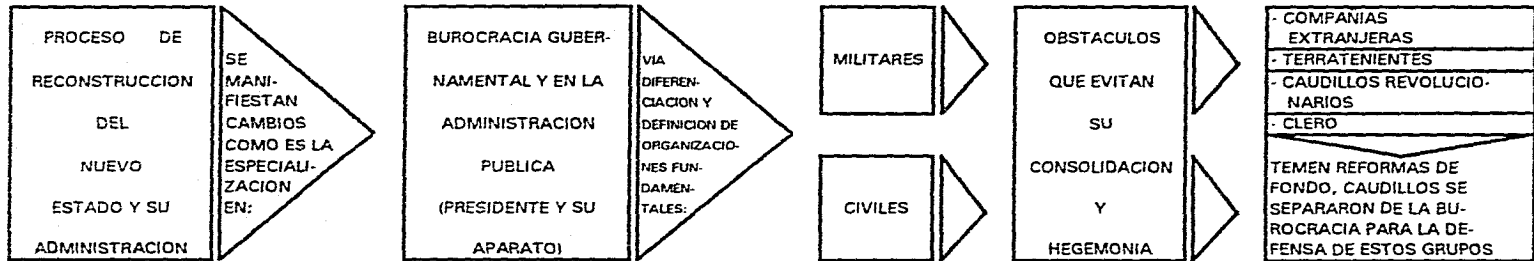 PROCESO DE
RECONSTRUCCION
DEL
NUEVO
ESTADO Y SU
ADMINISTRACION
SE
MANI-
FIESTAN
CAMBIOS
COMO ES LA
ESPECIALI-
ZACION
EN:
BUROCRACIA GUBER-
NAMENTAL Y EN LA
ADMINISTRACION
PUBLICA
(PRESIDENTE Y SU
APARATO)
VIA
DIFEREN-
CIACION Y
DEFINICION DE
ORGANIZACIO-
NES FUN-
DAMEN-
TALES:
MILITARES
CIVILES
OBSTACULOS
QUE EVITAN
SU
CONSOLIDACION
Y
HEGEMONIA
- COMPANIAS
EXTRANJERAS
- TERRATENIENTES
- CAUDILLOS REVOLUCIO-
NARIOS
- CLERO
TEMEN REFORMAS DE
FONDO, CAUDILLOS SE
SEPARARON DE LA BU-
ROCRACIA PARA LA DE-
FENSA DE ESTOS GRUPOS